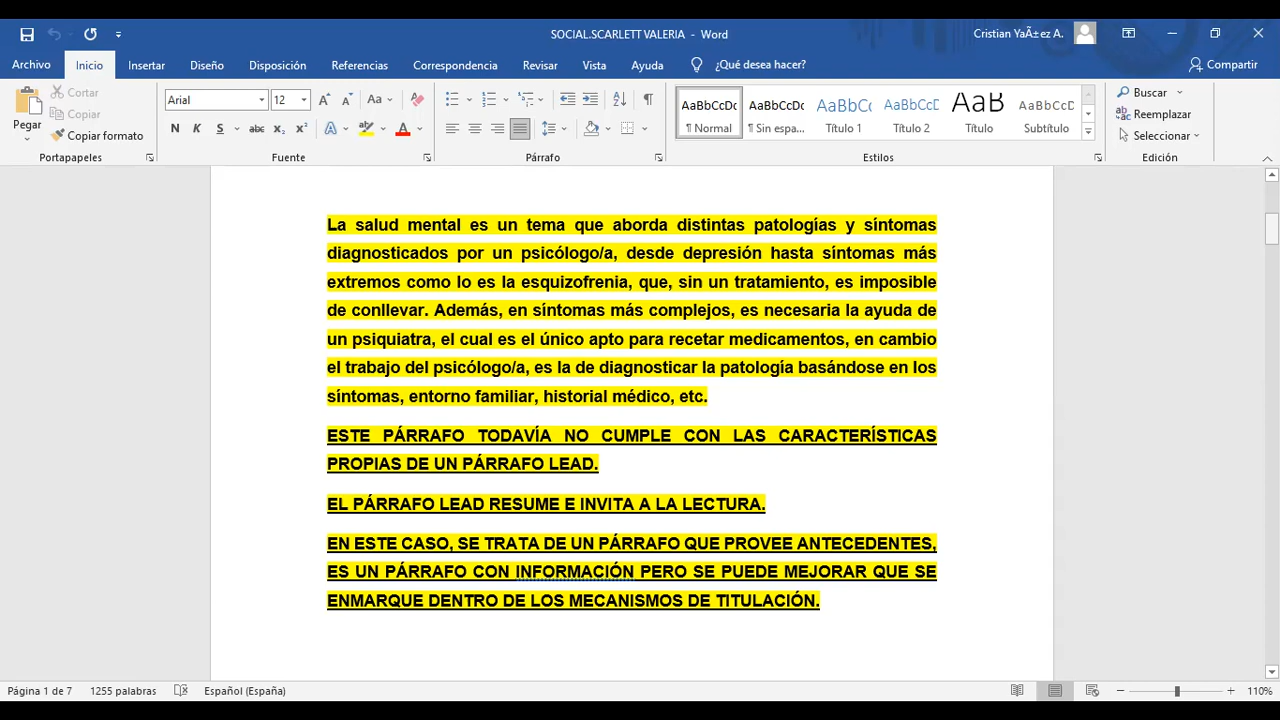 SOCIAL.SCARLETT VALERIA - Word
Cristian YaÃ±ez A.
Archivo Inicio Insertar Diseño Disposición Referencias Correspondencia Revisar Vista Ayuda ¿Qué desea hacer? Compartir
Pegar
Cortar
Copiar
Copiar formato
Portapapeles
Arial 12
Aa
N K S abc x₂ x²
Fuente
Párrafo
AaBbCcDc AaBbCcDc AaBbCc AaBbCcD AaB AaBbCcD
¶ Normal ¶ Sin espa... Título 1 Título 2 Título Subtítulo
Estilos
Buscar
Reemplazar
Seleccionar
Edición
La salud mental es un tema que aborda distintas patologías y síntomas
diagnosticados por un psicólogo/a, desde depresión hasta síntomas más
extremos como lo es la esquizofrenia, que, sin un tratamiento, es imposible
de conllevar. Además, en síntomas más complejos, es necesaria la ayuda de
un psiquiatra, el cual es el único apto para recetar medicamentos, en cambio
el trabajo del psicólogo/a, es la de diagnosticar la patología basándose en los
síntomas, entorno familiar, historial médico, etc.
ESTE PÁRRAFO TODAVÍA NO CUMPLE CON LAS CARACTERÍSTICAS
PROPIAS DE UN PÁRRAFO LEAD.
EL PÁRRAFO LEAD RESUME E INVITA A LA LECTURA.
EN ESTE CASO, SE TRATA DE UN PÁRRAFO QUE PROVEE ANTECEDENTES,
ES UN PÁRRAFO CON INFORMACIÓN PERO SE PUEDE MEJORAR QUE SE
ENMARQUE DENTRO DE LOS MECANISMOS DE TITULACIÓN.
Página 1 de 7 1255 palabras Español (España) 110%